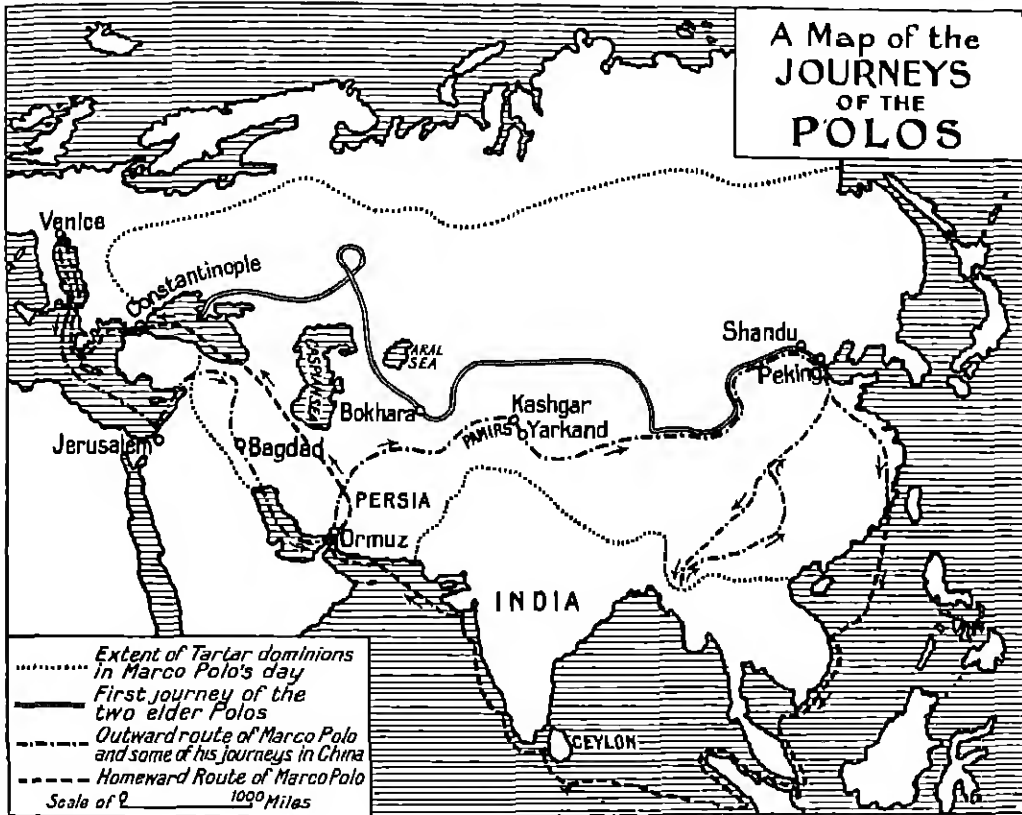 A Map of the
JOURNEYS
OF THE
POLOS
Venice
Constantinople
CASPIAN SEA
ARAL
SEA
Shandu
Peking
Bokhara
Kashgar
PAMIRS
Yarkand
Jerusalem
Bagdad
PERSIA
Ormuz
INDIA
CEYLON
Extent of Tartar dominions
in Marco Polo's day
First journey of the
two elder Polos
Outward route of Marco Polo
and some of his journeys in China
Homeward Route of Marco Polo
Scale of 0 1000 Miles